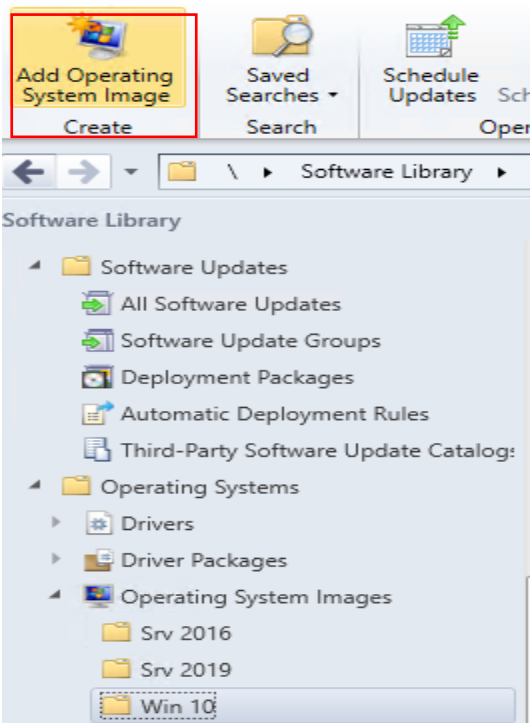 Add Operating
System Image
Create
Saved
Searches
Search
Schedule
Updates
Sch
Oper
\ Software Library
Software Library
Software Updates
All Software Updates
Software Update Groups
Deployment Packages
Automatic Deployment Rules
Third-Party Software Update Catalogs
Operating Systems
Drivers
Driver Packages
Operating System Images
Srv 2016
Srv 2019
Win 10